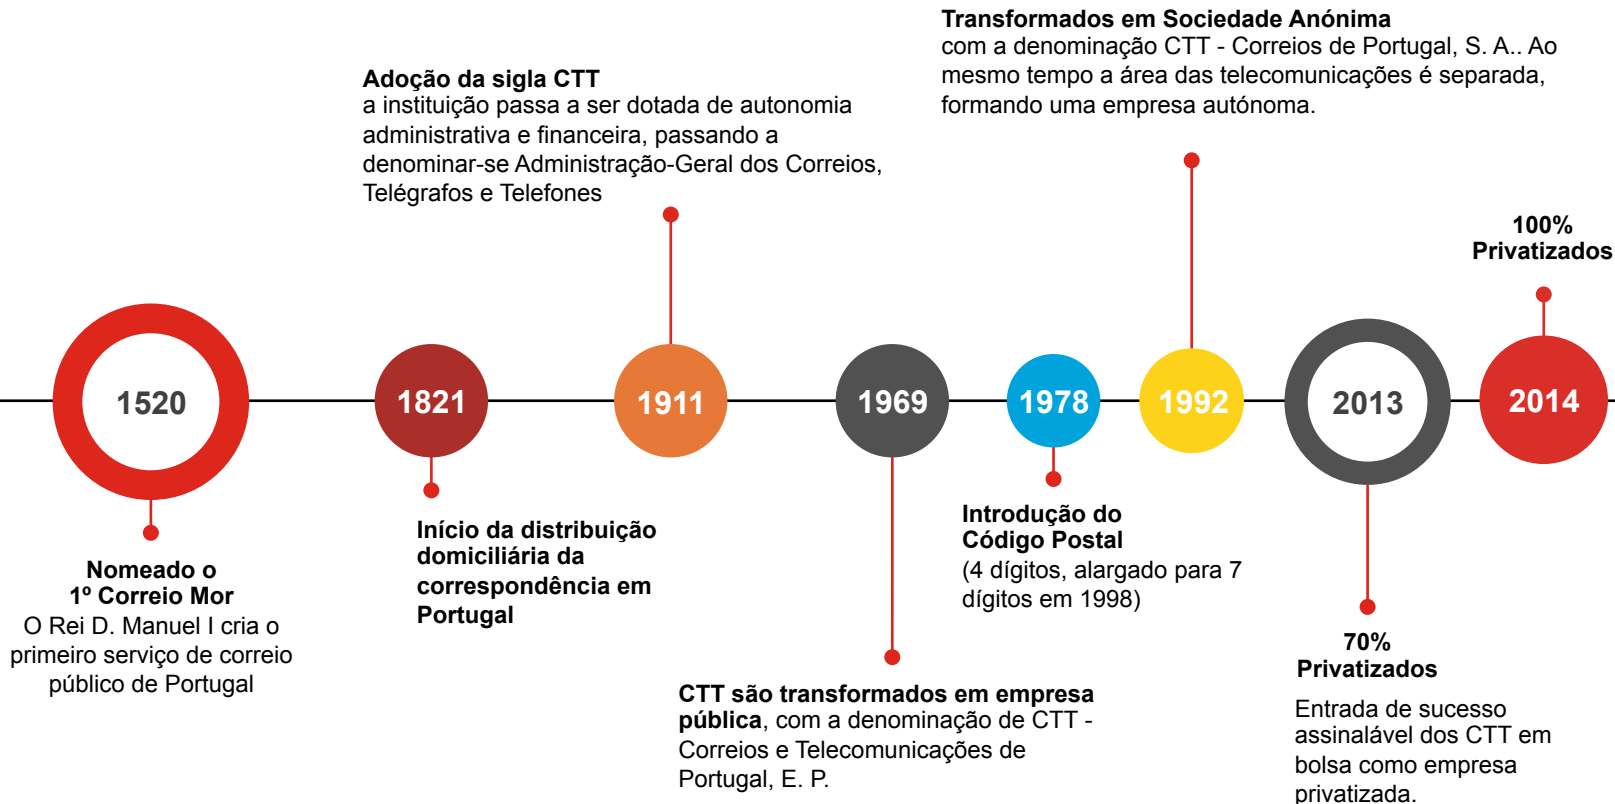 Transformados em Sociedade Anónima
com a denominação CTT - Correios de Portugal, S. A.. Ao
mesmo tempo a área das telecomunicações é separada,
formando uma empresa autónoma.
Adoção da sigla CTT
a instituição passa a ser dotada de autonomia
administrativa e financeira, passando a
denominar-se Administração-Geral dos Correios,
Telégrafos e Telefones
100%
Privatizados
1520
1821
1911
1969
1978
1992
2013
2014
Nomeado o
1º Correio Mor
O Rei D. Manuel I cria o
primeiro serviço de correio
público de Portugal
Início da distribuição
domiciliária da
correspondência em
Portugal
CTT são transformados em empresa
pública, com a denominação de CTT -
Correios e Telecomunicações de
Portugal, E. P.
Introdução do
Código Postal
(4 dígitos, alargado para 7
dígitos em 1998)
70%
Privatizados
Entrada de sucesso
assinalável dos CTT em
bolsa como empresa
privatizada.